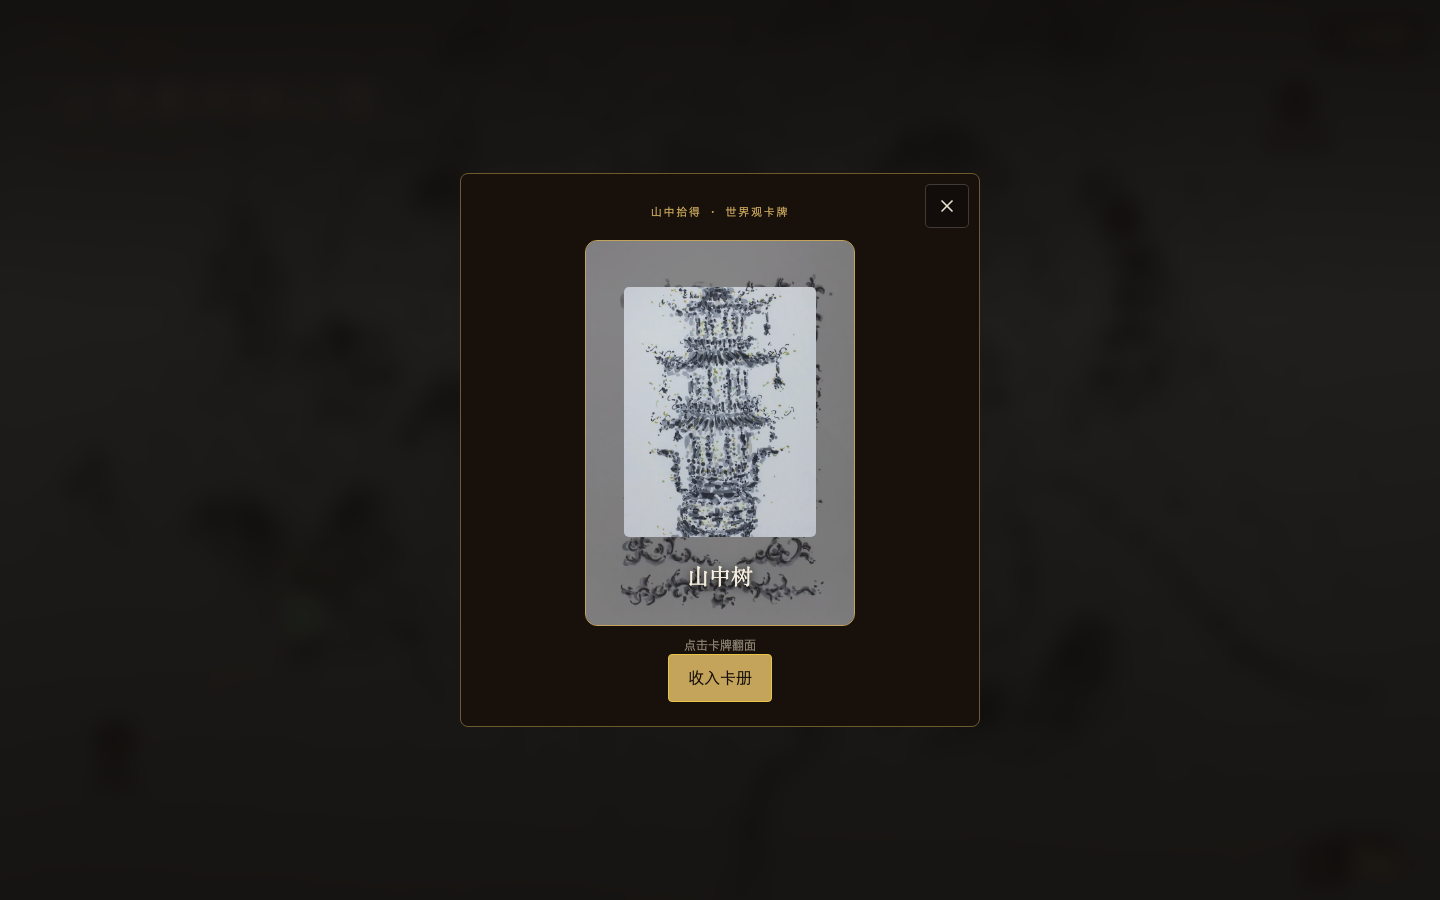 山中拾得 · 世界观卡牌
山中树
点击卡牌翻面
收入卡册